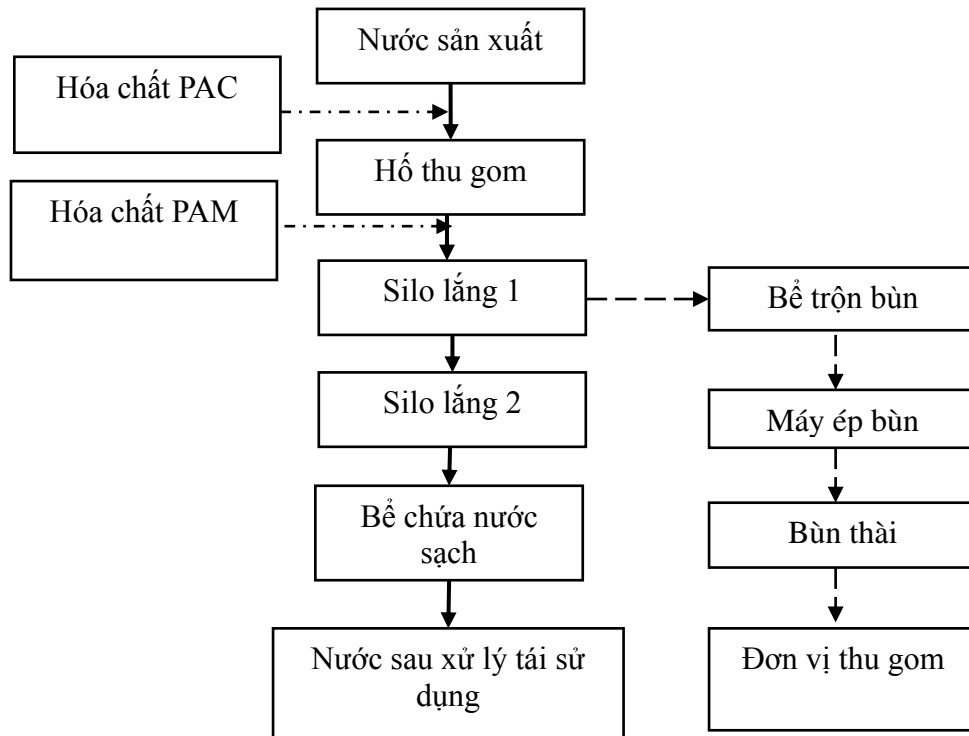 Nước sản xuất
Hóa chất PAC
Hố thu gom
Hóa chất PAM
Silo lắng 1
Bể trộn bùn
Silo lắng 2
Máy ép bùn
Bể chứa nước
sạch
Bùn thài
Nước sau xử lý tái sử
dụng
Đơn vị thu gom